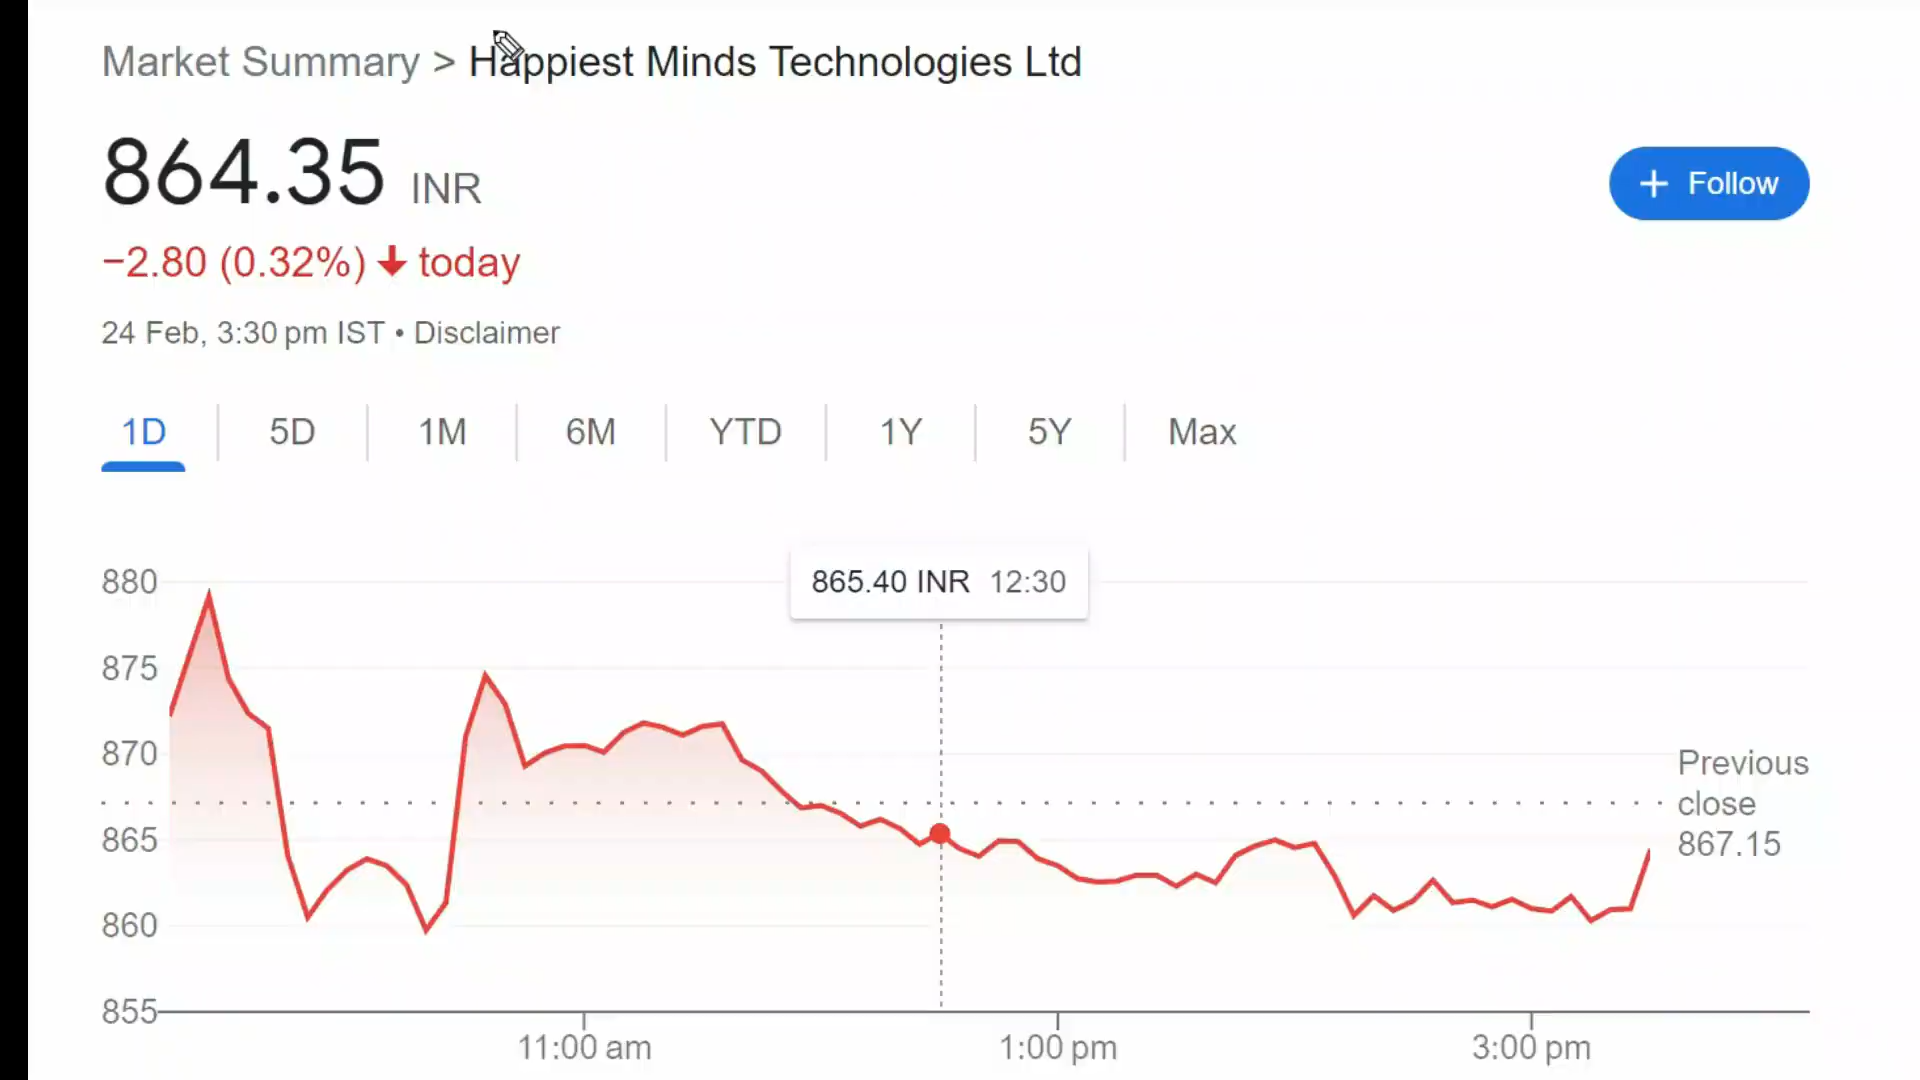 Market Summary > Happiest Minds Technologies Ltd
864.35 INR
+ Follow
−2.80 (0.32%) ↓ today
24 Feb, 3:30 pm IST • Disclaimer
1D 5D 1M 6M YTD 1Y 5Y Max
865.40 INR 12:30
880
875
870
865
860
855
Previous
close
867.15
11:00 am 1:00 pm 3:00 pm